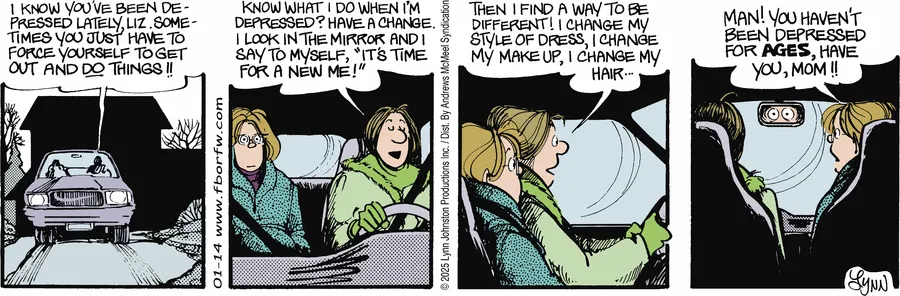 I KNOW YOU'VE BEEN DE-
PRESSED LATELY, LIZ. SOME-
TIMES YOU JUST HAVE TO
FORCE YOURSELF TO GET
OUT AND DO THINGS!!
01-14 www.fborfw.com
KNOW WHAT I DO WHEN I'M
DEPRESSED? HAVE A CHANGE.
I LOOK IN THE MIRROR AND I
SAY TO MYSELF, "IT'S TIME
FOR A NEW ME!"
© 2025 Lynn Johnston Productions Inc. / Dist. By Andrews McMeel Syndication
THEN I FIND A WAY TO BE
DIFFERENT! I CHANGE MY
STYLE OF DRESS, I CHANGE
MY MAKE UP, I CHANGE MY
HAIR...
MAN! YOU HAVEN'T
BEEN DEPRESSED
FOR AGES, HAVE
YOU, MOM!!
LYNN